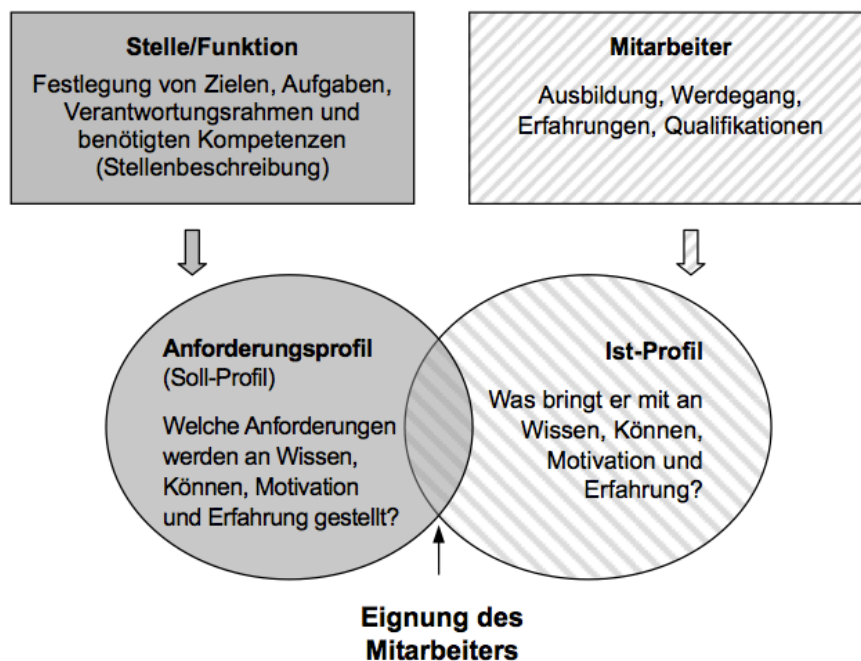 Stelle/Funktion
Festlegung von Zielen, Aufgaben,
Verantwortungsrahmen und
benötigten Kompetenzen
(Stellenbeschreibung)
Mitarbeiter
Ausbildung, Werdegang,
Erfahrungen, Qualifikationen
Anforderungsprofil
(Soll-Profil)
Welche Anforderungen
werden an Wissen,
Können, Motivation
und Erfahrung gestellt?
Ist-Profil
Was bringt er mit an
Wissen, Können,
Motivation und
Erfahrung?
Eignung des
Mitarbeiters